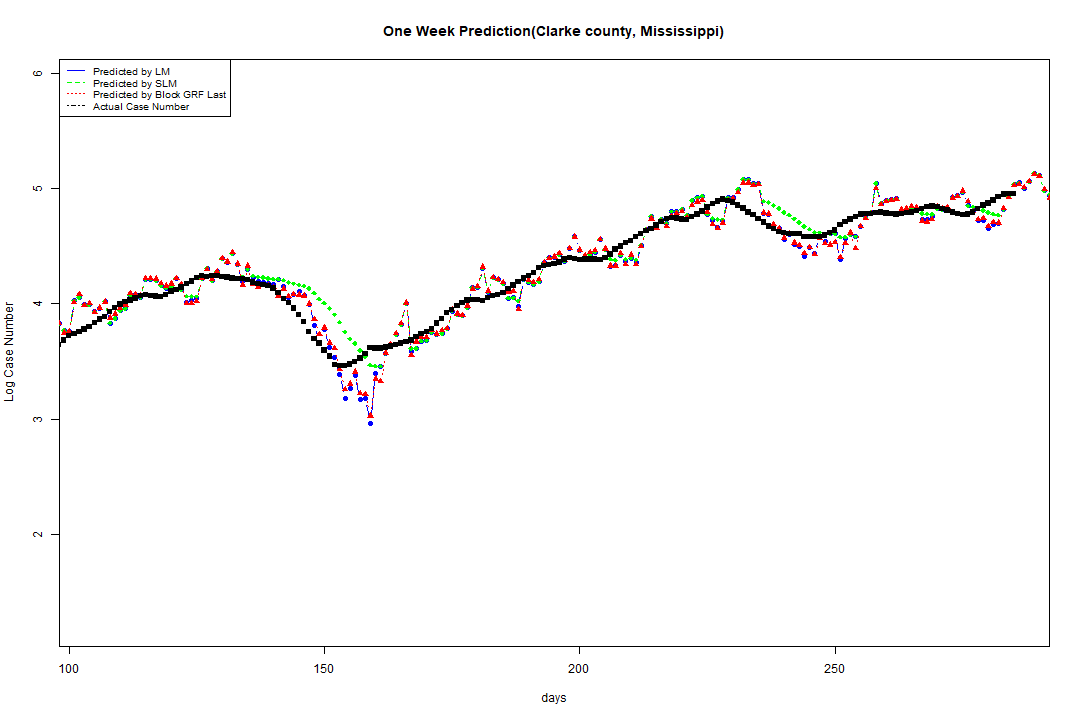 One Week Prediction(Clarke county, Mississippi)
Predicted by LM
Predicted by SLM
Predicted by Block GRF Last
Actual Case Number
6
5
4
3
2
Log Case Number
100 150 200 250
days